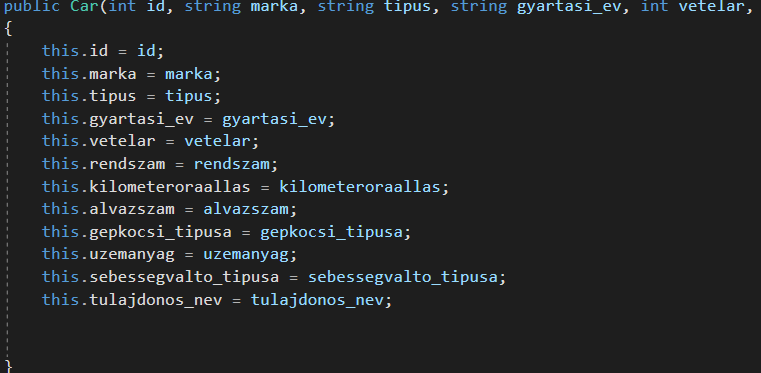 public Car(int id, string marka, string tipus, string gyartasi_ev, int vetelar,
{
this.id = id;
this.marka = marka;
this.tipus = tipus;
this.gyartasi_ev = gyartasi_ev;
this.vetelar = vetelar;
this.rendszam = rendszam;
this.kilometeroraallas = kilometeroraallas;
this.alvazszam = alvazszam;
this.gepkocsi_tipusa = gepkocsi_tipusa;
this.uzemanyag = uzemanyag;
this.sebessegvalto_tipusa = sebessegvalto_tipusa;
this.tulajdonos_nev = tulajdonos_nev;
}